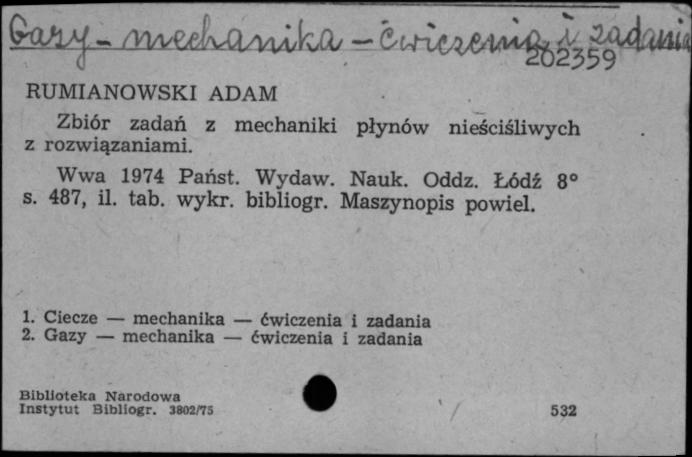 Gazy – mechanika – ćwiczenia i zadania
202359
RUMIANOWSKI ADAM
Zbiór zadań z mechaniki płynów nieściśliwych
z rozwiązaniami.
Wwa 1974 Państ. Wydaw. Nauk. Oddz. Łódź 8°
s. 487, il. tab. wykr. bibliogr. Maszynopis powiel.
1. Ciecze — mechanika — ćwiczenia i zadania
2. Gazy — mechanika — ćwiczenia i zadania
Biblioteka Narodowa
Instytut Bibliogr. 3802/75
532